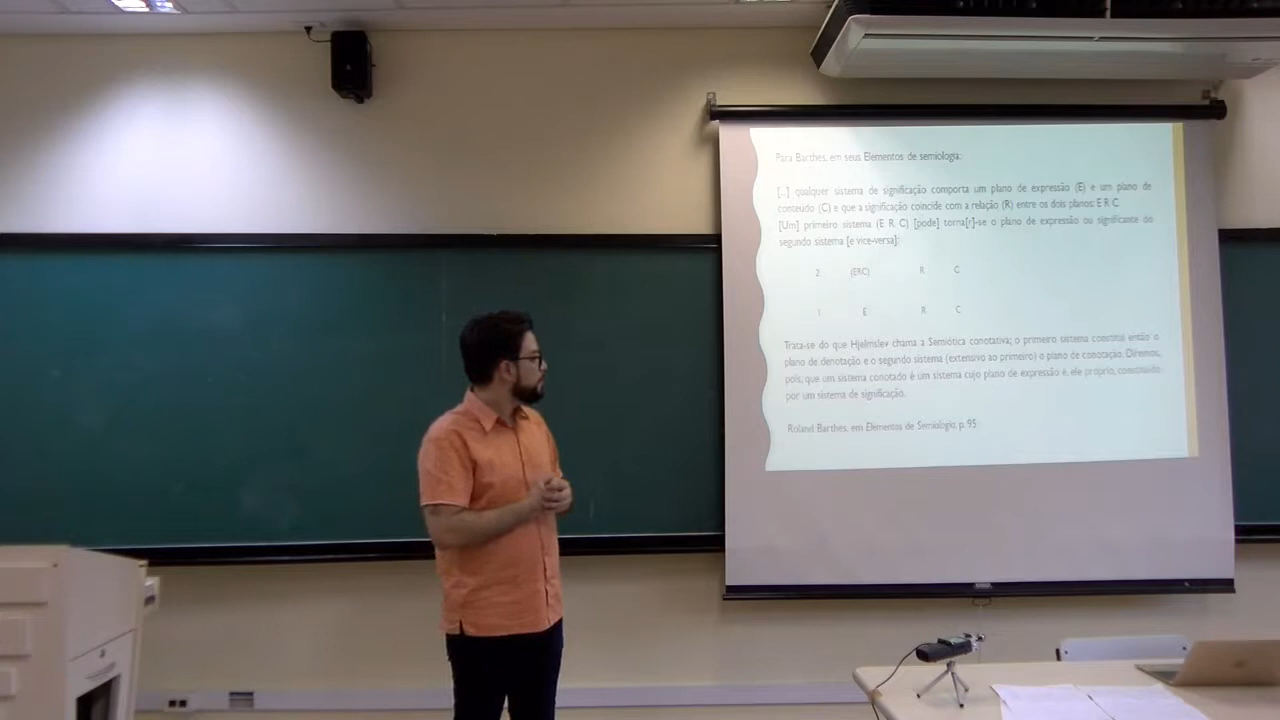 Para Barthes, em seus Elementos de semiologia:
[...] qualquer sistema de significação comporta um plano de expressão (E) e um plano de
conteúdo (C) e que a significação coincide com a relação (R) entre os dois planos: E R C.
[Um] primeiro sistema (E R C) [pode] torna[r]-se o plano de expressão ou significante do
segundo sistema [e vice-versa]:
2. (ERC) R C
1 E R C
Trata-se do que Hjelmslev chama a Semiótica conotativa; o primeiro sistema constitui então o
plano de denotação e o segundo sistema (extensivo ao primeiro) o plano de conotação. Diremos,
pois, que um sistema conotado é um sistema cujo plano de expressão é, ele próprio, constituído
por um sistema de significação.
Roland Barthes, em Elementos de Semiologia, p. 95